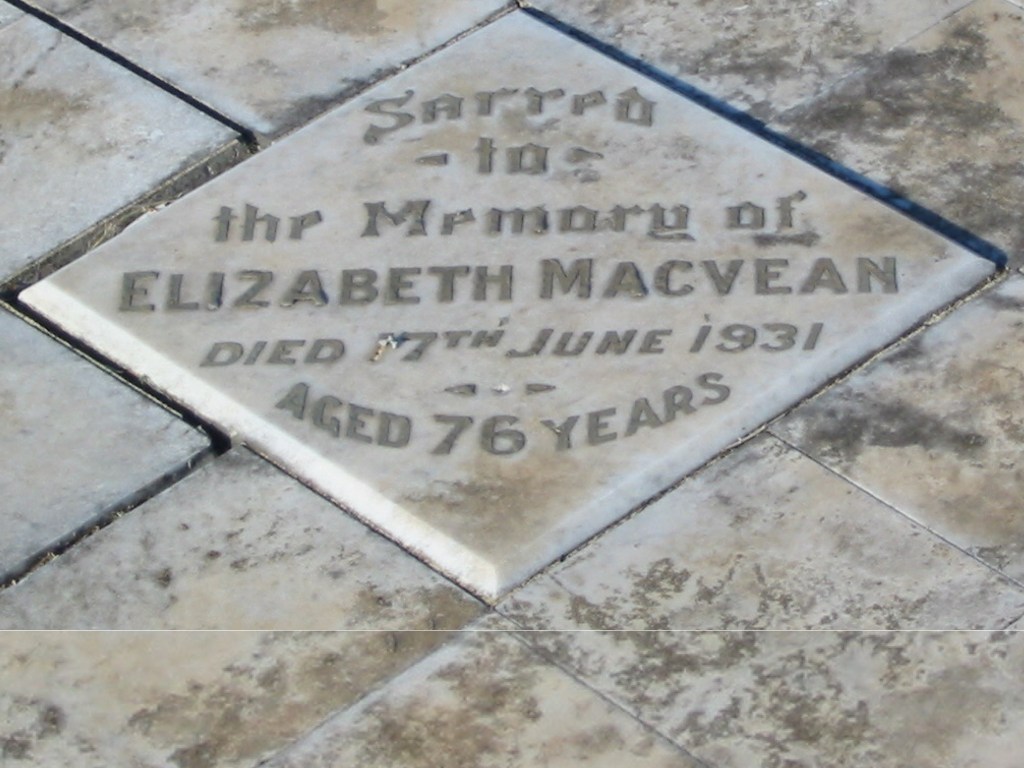 Sacred
- to -
the Memory of
ELIZABETH MACVEAN
DIED 17TH JUNE 1931
AGED 76 YEARS